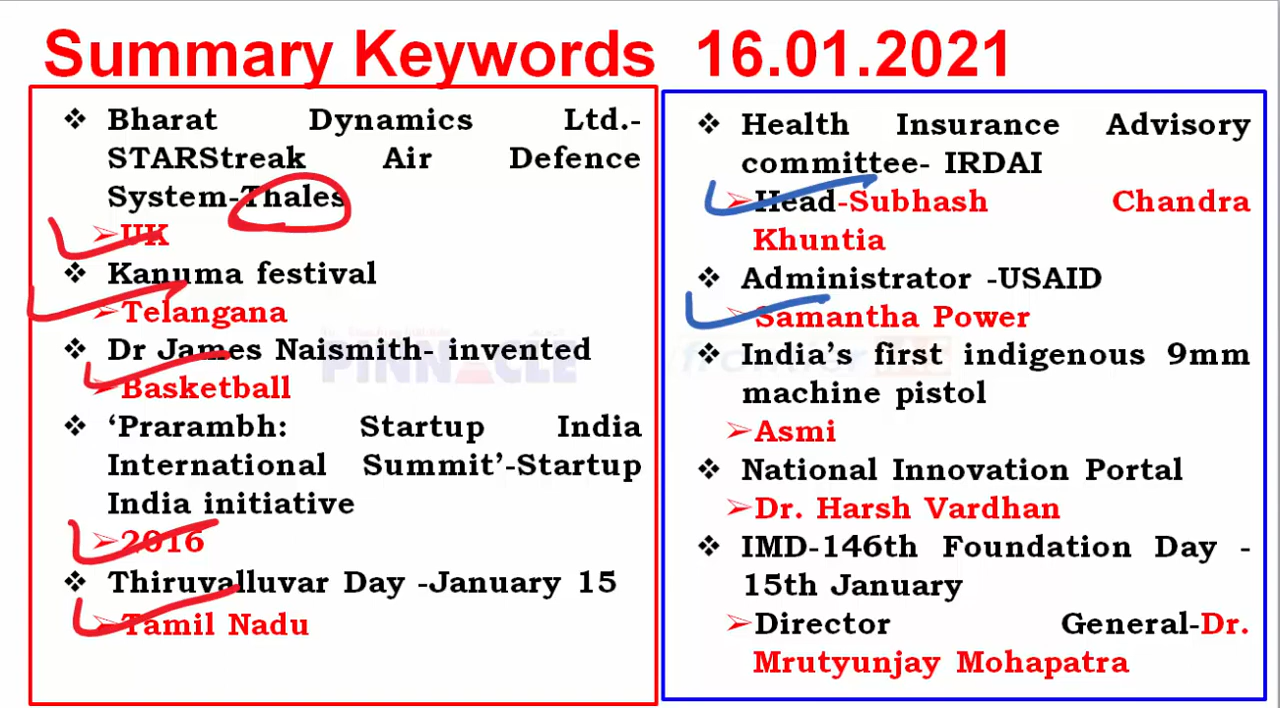 Summary Keywords 16.01.2021
❖ Bharat Dynamics Ltd.-
STARStreak Air Defence
System-Thales
➢UK
❖ Kanuma festival
➢Telangana
❖ Dr James Naismith- invented
➢Basketball
❖ ‘Prarambh: Startup India
International Summit’-Startup
India initiative
➢2016
❖ Thiruvalluvar Day -January 15
➢Tamil Nadu
❖ Health Insurance Advisory
committee- IRDAI
➢Head-Subhash Chandra
Khuntia
❖ Administrator -USAID
➢Samantha Power
❖ India’s first indigenous 9mm
machine pistol
➢Asmi
❖ National Innovation Portal
➢Dr. Harsh Vardhan
❖ IMD-146th Foundation Day -
15th January
➢Director General-Dr.
Mrutyunjay Mohapatra
PINNACLE